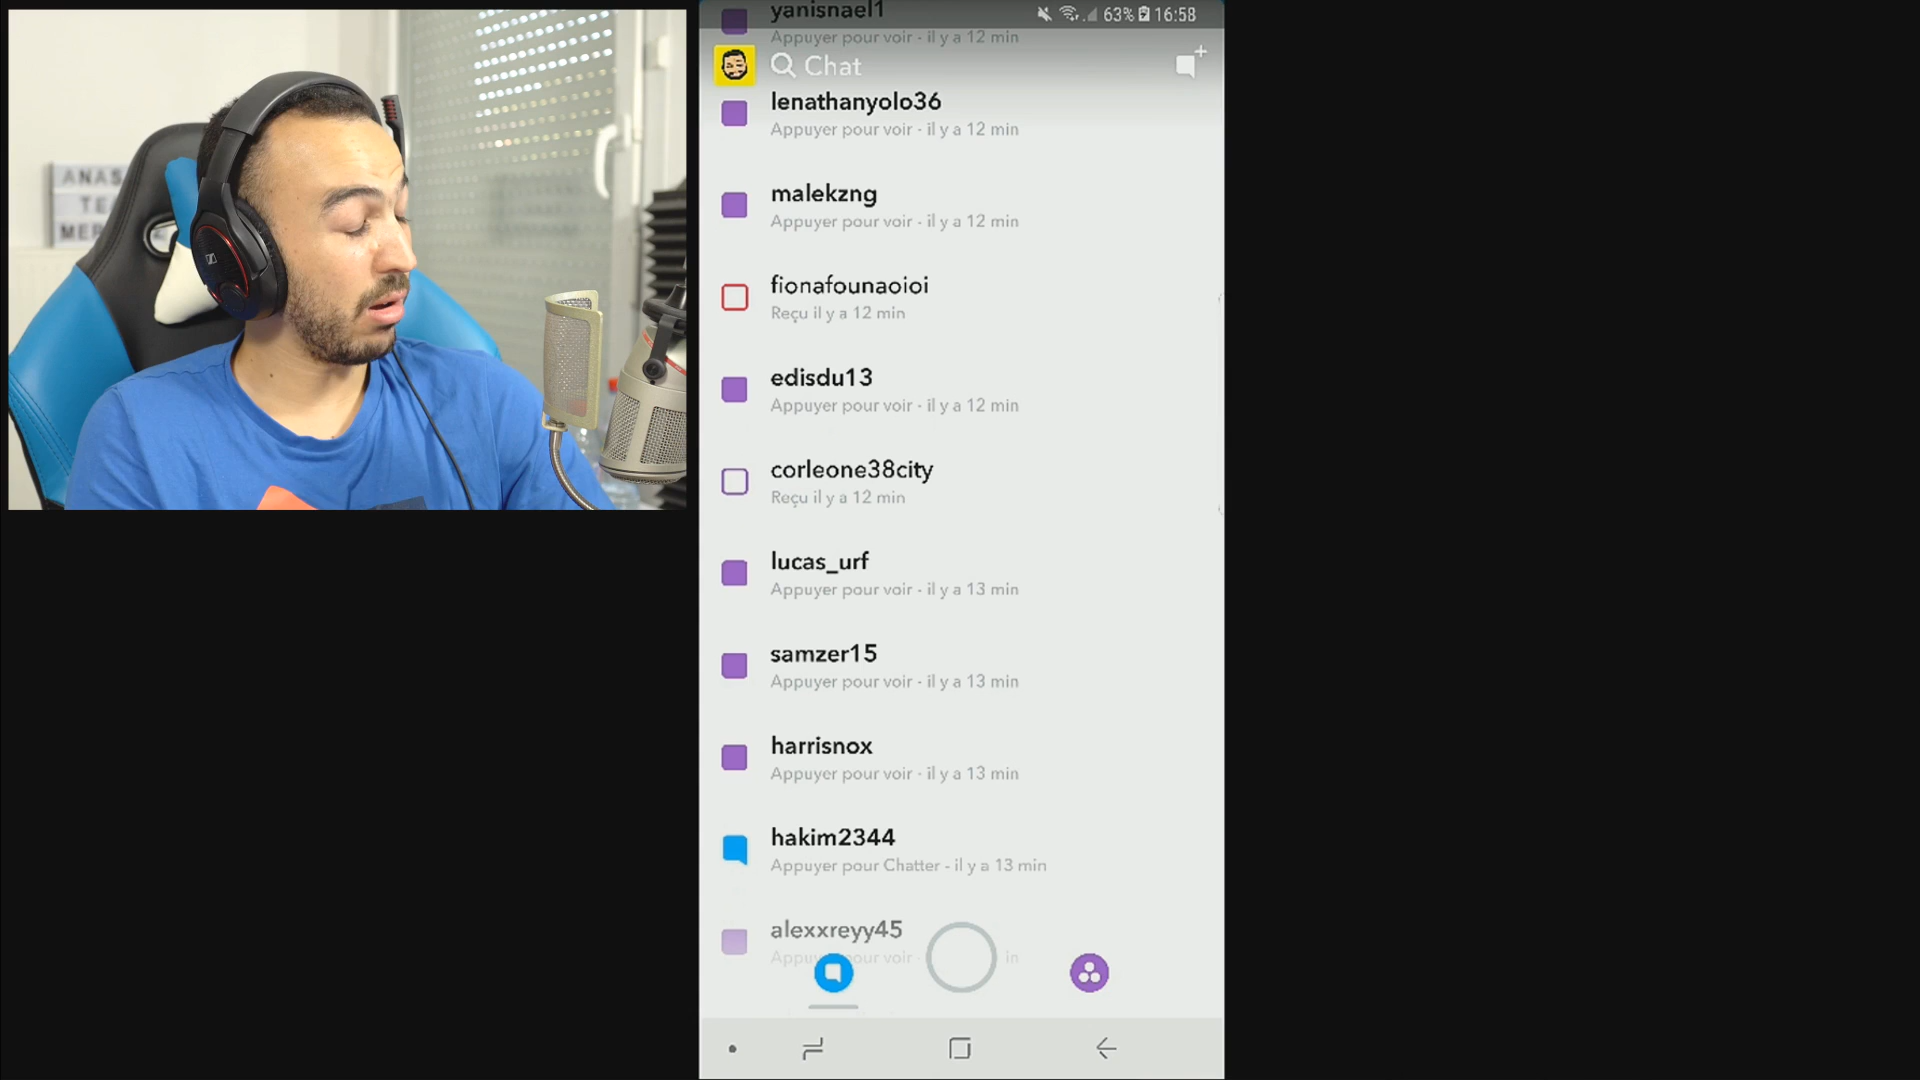 ANAS
TE
MER
yanisnael1
Appuyer pour voir - il y a 12 min
63% 16:58
Chat
lenathanyolo36
Appuyer pour voir - il y a 12 min
malekzng
Appuyer pour voir - il y a 12 min
fionafounaoioi
Reçu il y a 12 min
edisdu13
Appuyer pour voir - il y a 12 min
corleone38city
Reçu il y a 12 min
lucas_urf
Appuyer pour voir - il y a 13 min
samzer15
Appuyer pour voir - il y a 13 min
harrisnox
Appuyer pour voir - il y a 13 min
hakim2344
Appuyer pour Chatter - il y a 13 min
alexxreyy45